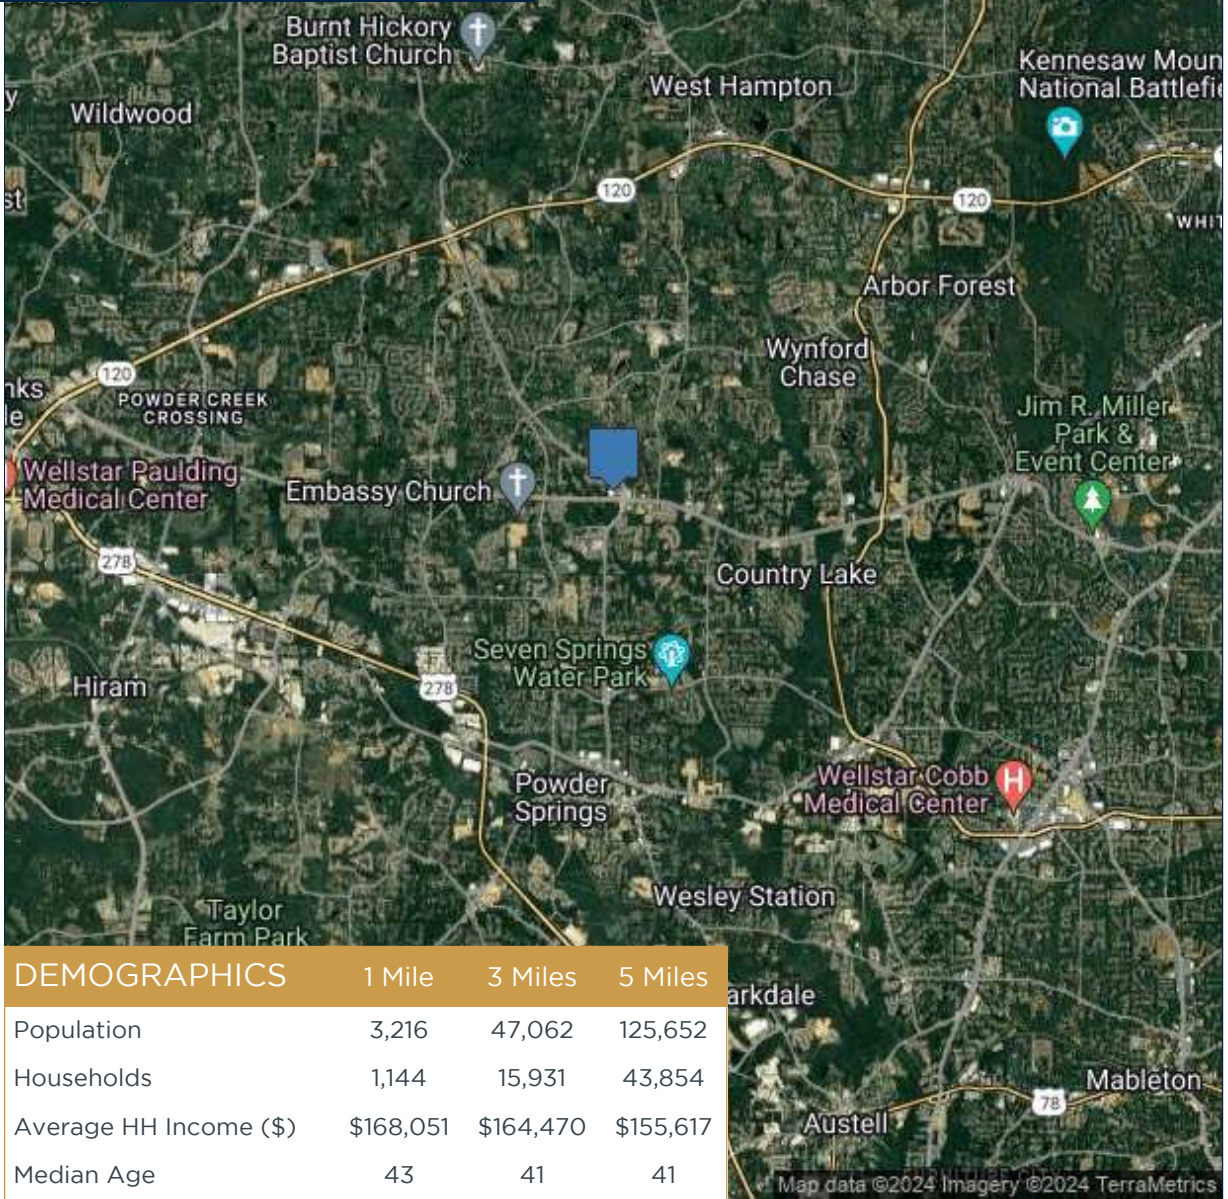 Burnt Hickory
Baptist Church
Kennesaw Moun
National Battlefie
West Hampton
y
Wildwood
st
120
120
WHIT
Arbor Forest
Wynford
Chase
120
nks
le
POWDER CREEK
CROSSING
Jim R. Miller
Park &
Event Center
Wellstar Paulding
Medical Center
Embassy Church
278
Country Lake
Seven Springs
Water Park
Hiram
278
Powder
Springs
Wellstar Cobb
Medical Center
H
Wesley Station
Taylor
Farm Park
DEMOGRAPHICS 1 Mile 3 Miles 5 Miles
Population 3,216 47,062 125,652
Households 1,144 15,931 43,854
Average HH Income ($) $168,051 $164,470 $155,617
Median Age 43 41 41
arkdale
Mableton
78
Austell
Map data ©2024 Imagery ©2024 TerraMetrics